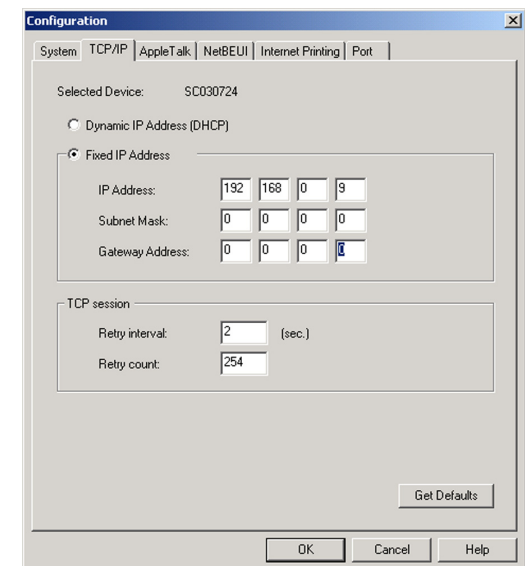 Configuration
System TCP/IP AppleTalk NetBEUI Internet Printing Port
Selected Device: SC030724
Dynamic IP Address (DHCP)
Fixed IP Address
IP Address: 192 168 0 9
Subnet Mask: 0 0 0 0
Gateway Address: 0 0 0 0
TCP session
Retry interval: 2 (sec.)
Retry count: 254
Get Defaults
OK Cancel Help